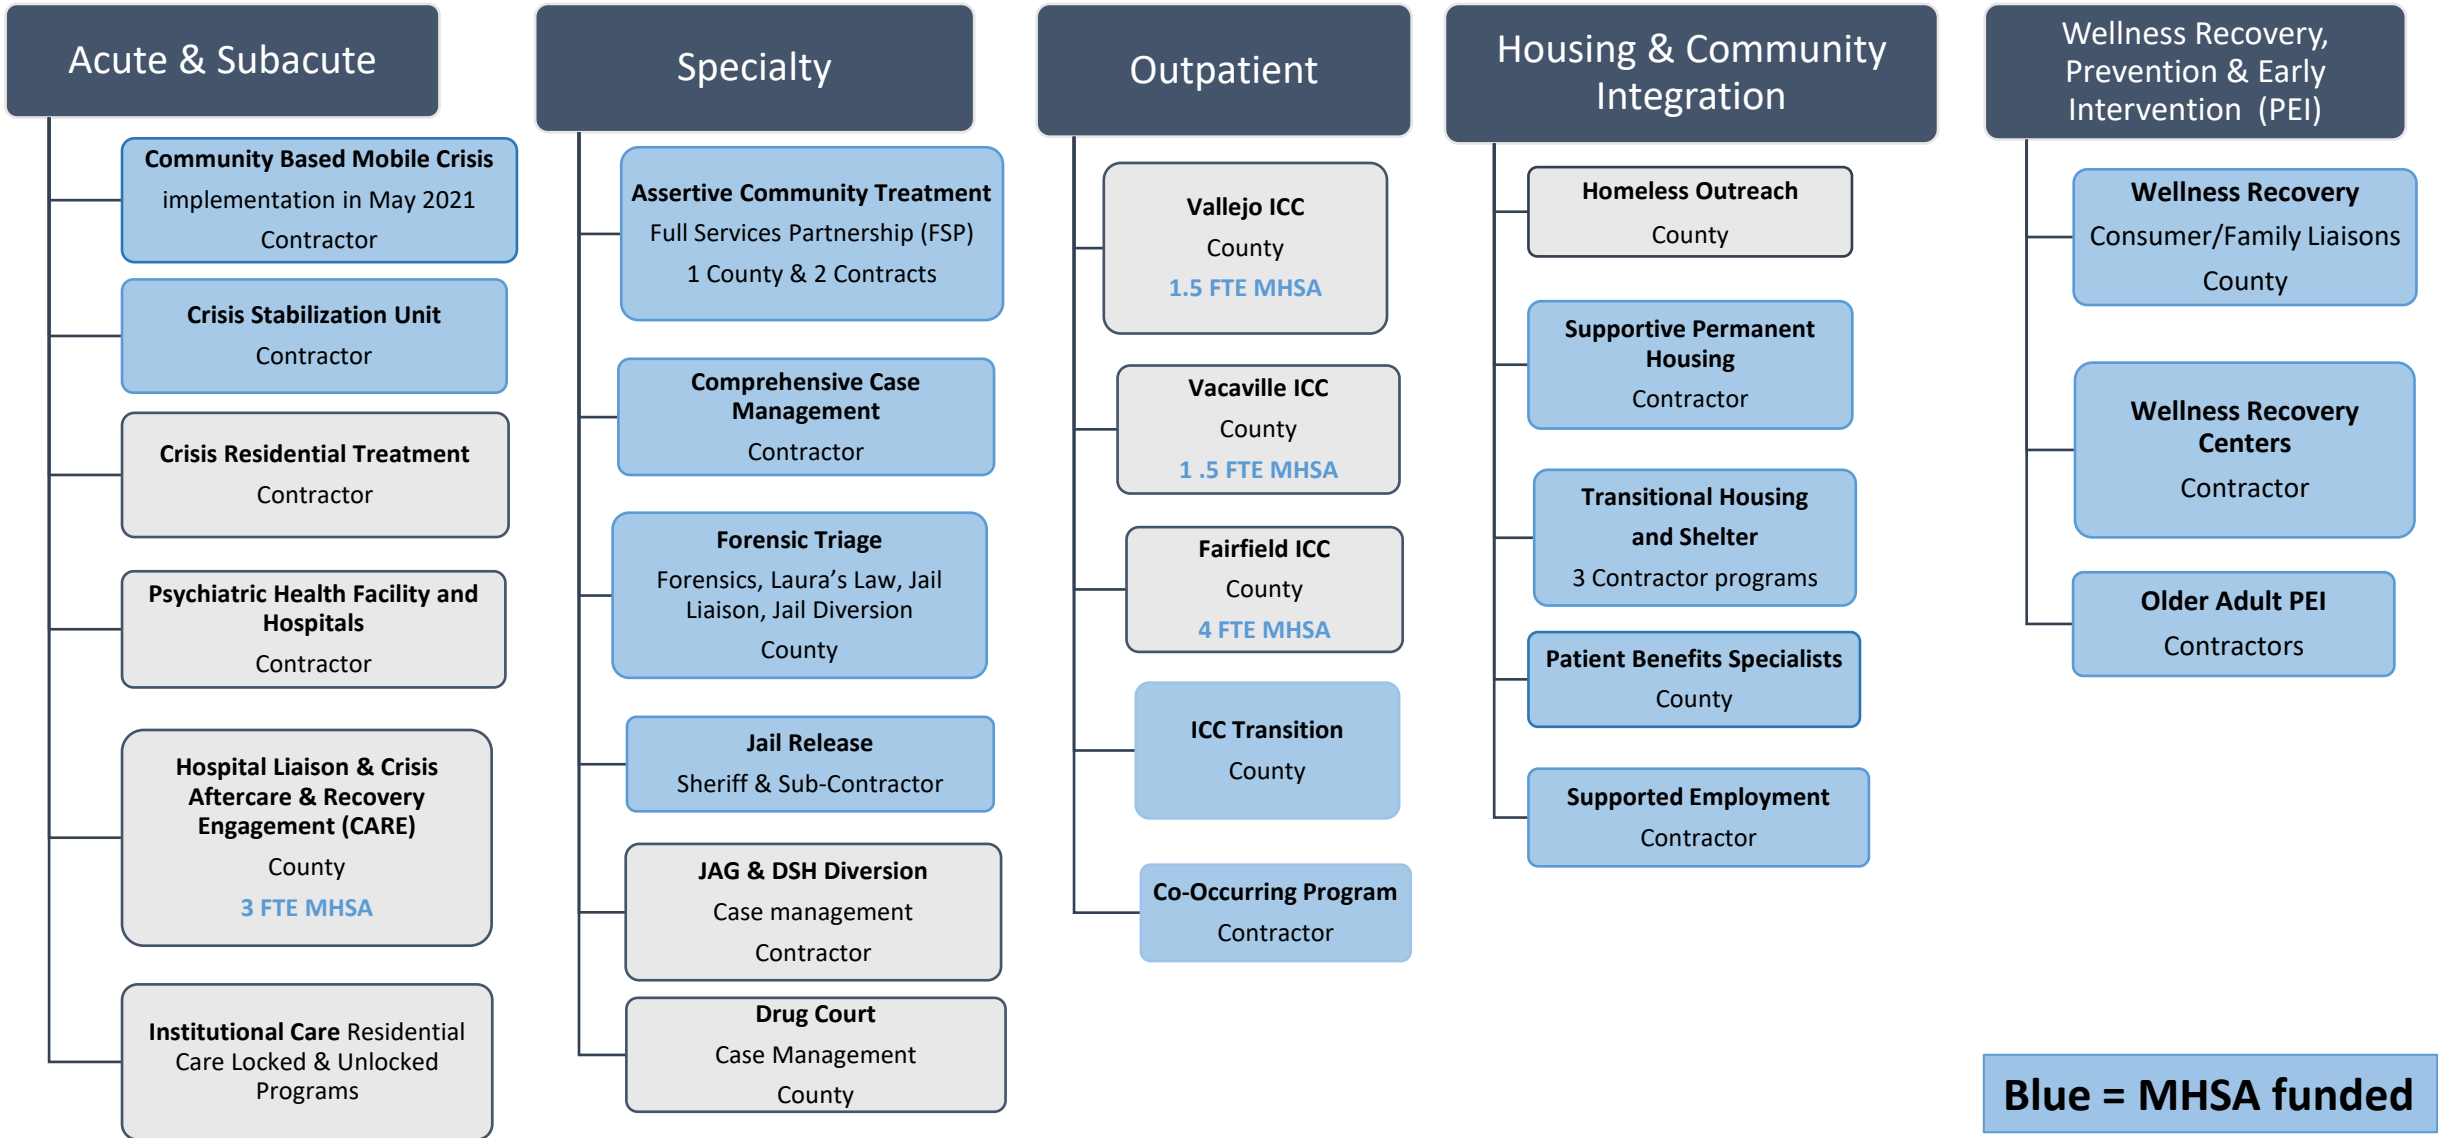 Acute & Subacute
Community Based Mobile Crisis
implementation in May 2021
Contractor
Crisis Stabilization Unit
Contractor
Crisis Residential Treatment
Contractor
Psychiatric Health Facility and
Hospitals
Contractor
Hospital Liaison & Crisis
Aftercare & Recovery
Engagement (CARE)
County
3 FTE MHSA
Institutional Care Residential
Care Locked & Unlocked
Programs
Specialty
Assertive Community Treatment
Full Services Partnership (FSP)
1 County & 2 Contracts
Comprehensive Case
Management
Contractor
Forensic Triage
Forensics, Laura’s Law, Jail
Liaison, Jail Diversion
County
Jail Release
Sheriff & Sub-Contractor
JAG & DSH Diversion
Case management
Contractor
Drug Court
Case Management
County
Outpatient
Vallejo ICC
County
1.5 FTE MHSA
Vacaville ICC
County
1 .5 FTE MHSA
Fairfield ICC
County
4 FTE MHSA
ICC Transition
County
Co-Occurring Program
Contractor
Housing & Community
Integration
Homeless Outreach
County
Supportive Permanent
Housing
Contractor
Transitional Housing
and Shelter
3 Contractor programs
Patient Benefits Specialists
County
Supported Employment
Contractor
Wellness Recovery,
Prevention & Early
Intervention (PEI)
Wellness Recovery
Consumer/Family Liaisons
County
Wellness Recovery
Centers
Contractor
Older Adult PEI
Contractors
Blue = MHSA funded